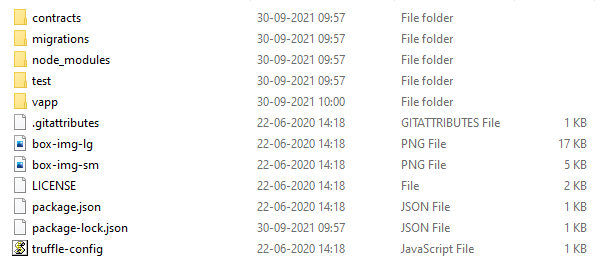 contracts 30-09-2021 09:57 File folder
migrations 30-09-2021 09:57 File folder
node_modules 30-09-2021 09:57 File folder
test 30-09-2021 09:57 File folder
vapp 30-09-2021 10:00 File folder
.gitattributes 22-06-2020 14:18 GITATTRIBUTES File 1 KB
box-img-lg 22-06-2020 14:18 PNG File 17 KB
box-img-sm 22-06-2020 14:18 PNG File 5 KB
LICENSE 22-06-2020 14:18 File 2 KB
package.json 22-06-2020 14:18 JSON File 1 KB
package-lock.json 30-09-2021 09:57 JSON File 1 KB
truffle-config 22-06-2020 14:18 JavaScript File 1 KB